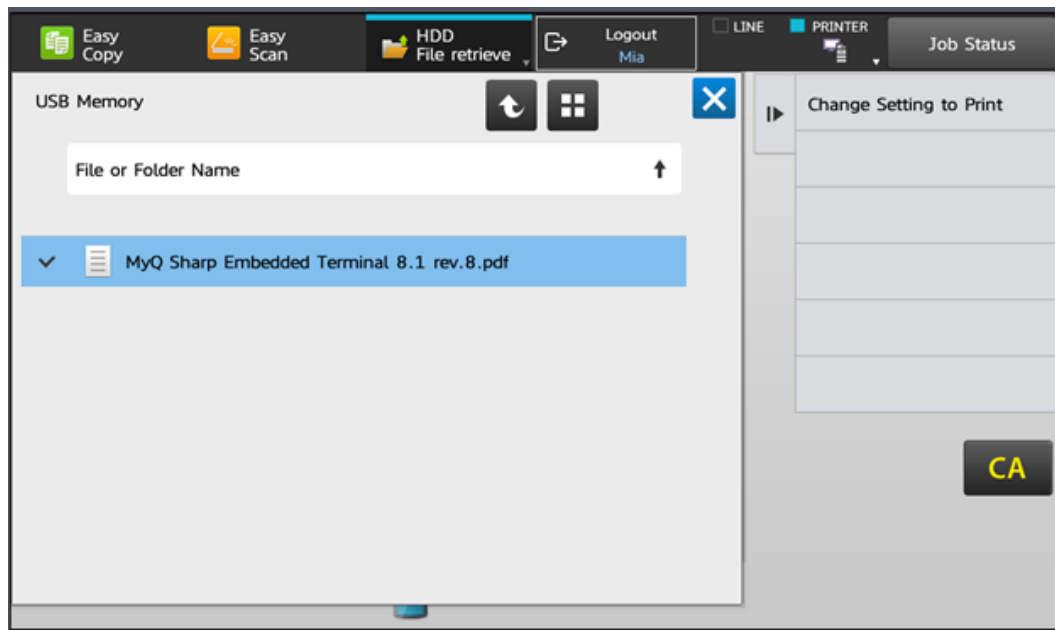 Easy
Copy
Easy
Scan
HDD
File retrieve
Logout
Mia
LINE
PRINTER
Job Status
USB Memory
Change Setting to Print
File or Folder Name
MyQ Sharp Embedded Terminal 8.1 rev.8.pdf
CA